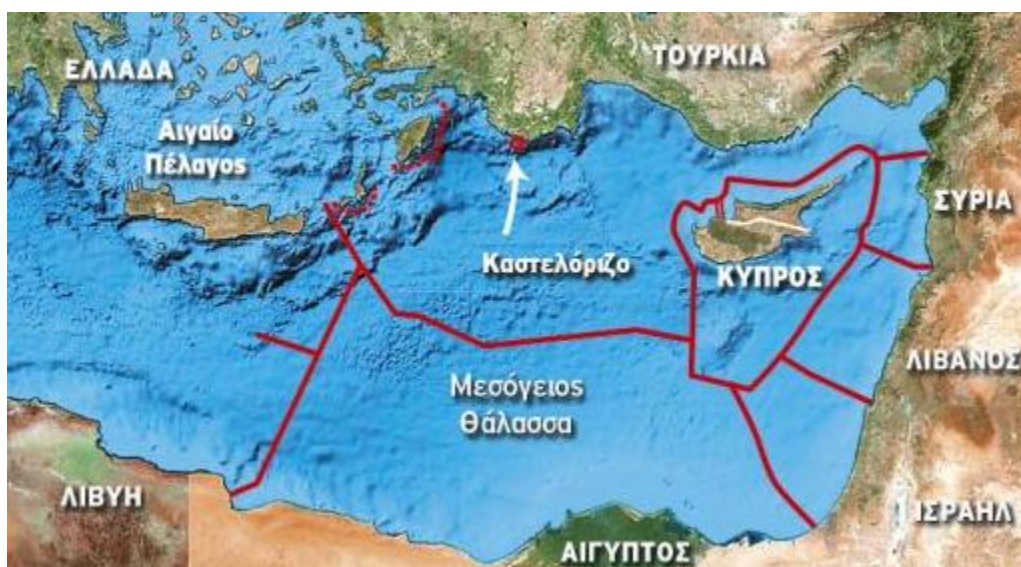 ΕΛΛΑΔΑ
ΤΟΥΡΚΙΑ
Αιγαίο
Πέλαγος
ΣΥΡΙΑ
Καστελόριζο
ΚΥΠΡΟΣ
ΛΙΒΑΝΟΣ
Μεσόγειος
Θάλασσα
ΛΙΒΥΗ
ΙΣΡΑΗΛ
ΑΙΓΥΠΤΟΣ